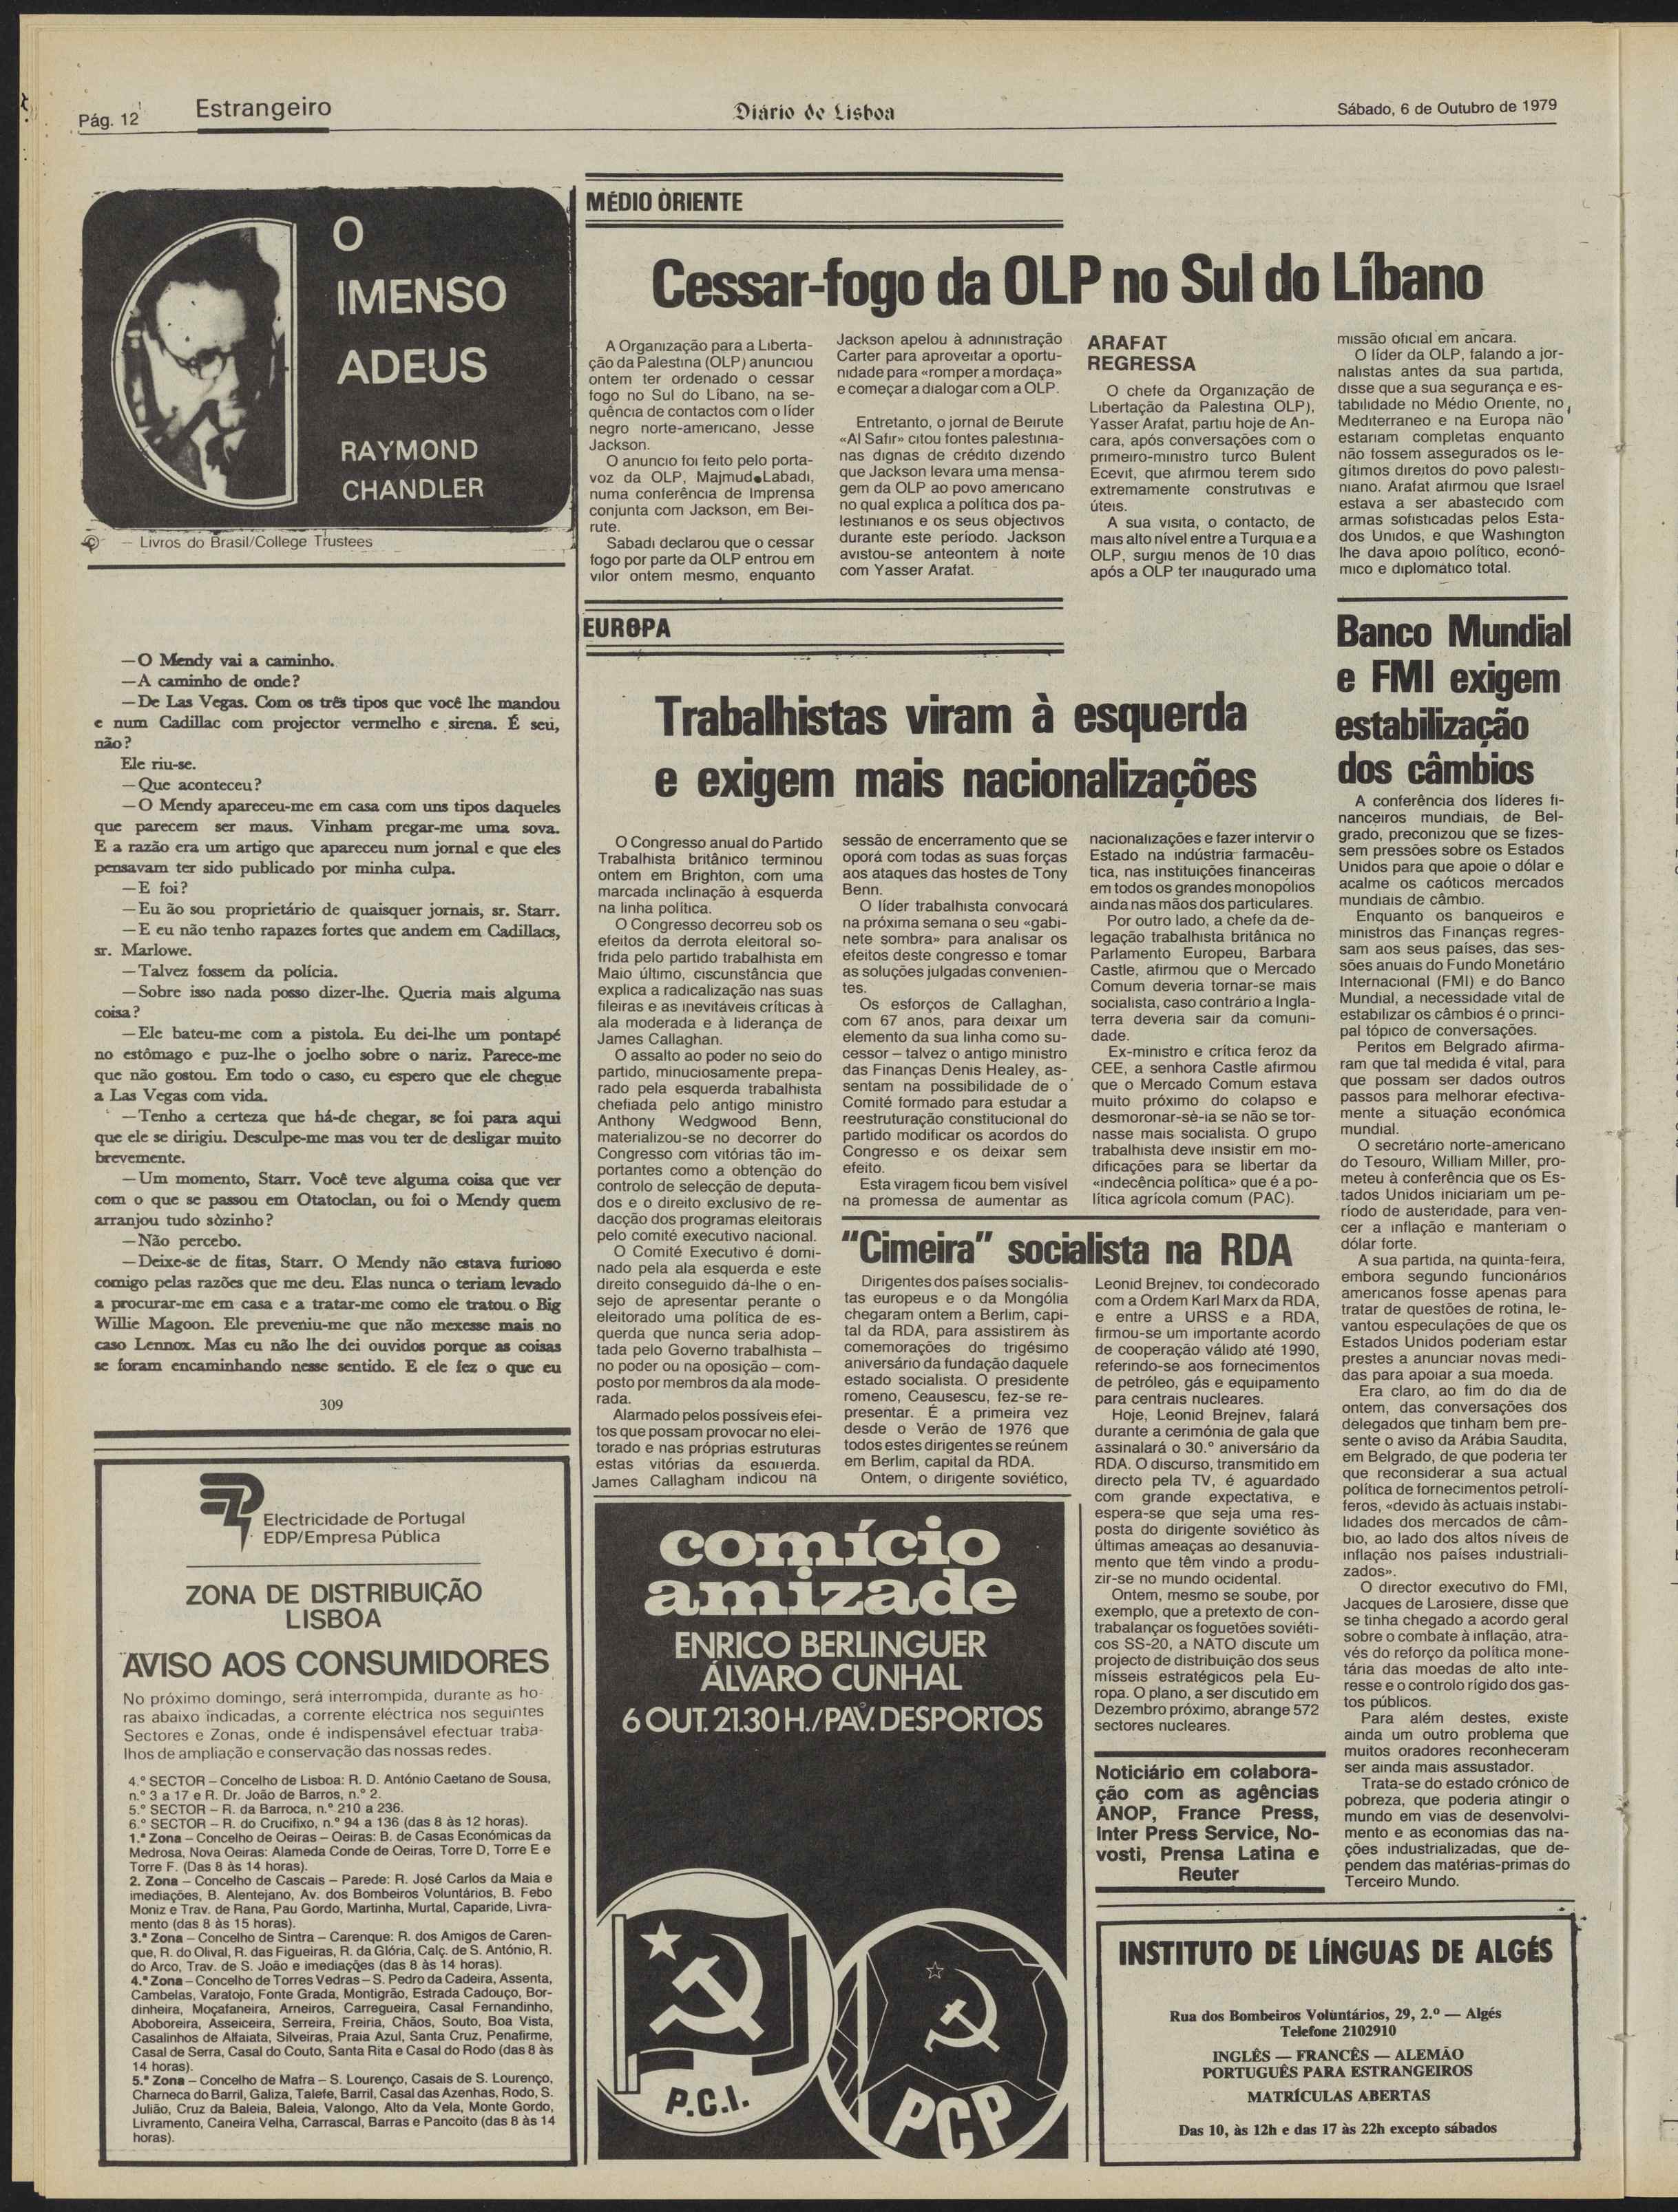 Pág. 12
Estrangeiro
Diário de Lisboa
Sábado, 6 de Outubro de 1979
O
IMENSO
ADEUS
RAYMOND
CHANDLER
© — Livros do Brasil/College Trustees
—O Mendy vai a caminho.
—A caminho de onde?
—De Las Vegas. Com os três tipos que você lhe mandou
e num Cadillac com projector vermelho e sirena. É seu,
não?
Ele riu-se.
—Que aconteceu?
—O Mendy apareceu-me em casa com uns tipos daqueles
que parecem ser maus. Vinham pregar-me uma sova.
E a razão era um artigo que apareceu num jornal e que eles
pensavam ter sido publicado por minha culpa.
—E foi?
—Eu ão sou proprietário de quaisquer jornais, sr. Starr.
—E eu não tenho rapazes fortes que andem em Cadillacs,
sr. Marlowe.
—Talvez fossem da polícia.
—Sobre isso nada posso dizer-lhe. Queria mais alguma
coisa?
—Ele bateu-me com a pistola. Eu dei-lhe um pontapé
no estômago e puz-lhe o joelho sobre o nariz. Parece-me
que não gostou. Em todo o caso, eu espero que ele chegue
a Las Vegas com vida.
—Tenho a certeza que há-de chegar, se foi para aqui
que ele se dirigiu. Desculpe-me mas vou ter de desligar muito
brevemente.
—Um momento, Starr. Você teve alguma coisa que ver
com o que se passou em Otatoclan, ou foi o Mendy quem
arranjou tudo sòzinho?
—Não percebo.
—Deixe-se de fitas, Starr. O Mendy não estava furioso
comigo pelas razões que me deu. Elas nunca o teriam levado
a procurar-me em casa e a tratar-me como ele tratou o Big
Willie Magoon. Ele preveniu-me que não mexesse mais no
caso Lennox. Mas eu não lhe dei ouvidos porque as coisas
se foram encaminhando nesse sentido. E ele fez o que eu
309
Electricidade de Portugal
EDP/Empresa Pública
ZONA DE DISTRIBUIÇÃO
LISBOA
AVISO AOS CONSUMIDORES
No próximo domingo, será interrompida, durante as ho-
ras abaixo indicadas, a corrente eléctrica nos seguintes
Sectores e Zonas, onde é indispensável efectuar traba-
lhos de ampliação e conservação das nossas redes.
4.º SECTOR – Concelho de Lisboa: R. D. António Caetano de Sousa,
n.º 3 a 17 e R. Dr. João de Barros, n.º 2.
5.º SECTOR – R. da Barroca, n.º 210 a 236.
6.º SECTOR – R. do Crucifixo, n.º 94 a 136 (das 8 às 12 horas).
1.ª Zona – Concelho de Oeiras – Oeiras: B. de Casas Económicas da
Medrosa, Nova Oeiras: Alameda Conde de Oeiras, Torre D, Torre E e
Torre F. (Das 8 às 14 horas).
2. Zona – Concelho de Cascais – Parede: R. José Carlos da Maia e
imediações, B. Alentejano, Av. dos Bombeiros Voluntários, B. Febo
Moniz e Trav. de Rana, Pau Gordo, Martinha, Murtal, Caparide, Livra-
mento (das 8 às 15 horas).
3.ª Zona – Concelho de Sintra – Carenque: R. dos Amigos de Caren-
que, R. do Olival, R. das Figueiras, R. da Glória, Calç. de S. António, R.
do Arco, Trav. de S. João e imediações (das 8 às 14 horas).
4.ª Zona – Concelho de Torres Vedras – S. Pedro da Cadeira, Assenta,
Cambelas, Varatojo, Fonte Grada, Montigrão, Estrada Cadouço, Bor-
dinheira, Moçafaneira, Arneiros, Carregueira, Casal Fernandinho,
Aboboreira, Asseiceira, Serreira, Freiria, Chãos, Souto, Boa Vista,
Casalinhos de Alfaiata, Silveiras, Praia Azul, Santa Cruz, Penafirme,
Casal de Serra, Casal do Couto, Santa Rita e Casal do Rodo (das 8 às
14 horas).
5.ª Zona – Concelho de Mafra – S. Lourenço, Casais de S. Lourenço,
Charneca do Barril, Galiza, Talefe, Barril, Casal das Azenhas, Rodo, S.
Julião, Cruz da Baleia, Baleia, Valongo, Alto da Vela, Monte Gordo,
Livramento, Caneira Velha, Carrascal, Barras e Pancoito (das 8 às 14
horas).
MÉDIO ORIENTE
Cessar-fogo da OLP no Sul do Líbano
A Organização para a Liberta-
ção da Palestina (OLP) anunciou
ontem ter ordenado o cessar
fogo no Sul do Líbano, na se-
quência de contactos com o líder
negro norte-americano, Jesse
Jackson.
O anuncio foi feito pelo porta-
voz da OLP, Majmud Labadi,
numa conferência de Imprensa
conjunta com Jackson, em Bei-
rute.
Sabadi declarou que o cessar
fogo por parte da OLP entrou em
vilor ontem mesmo, enquanto
Jackson apelou à adnınistração
Carter para aproveitar a oportu-
nidade para «romper a mordaça»
e começar a dialogar com a OLP.
Entretanto, o jornal de Beirute
«Al Safir» citou fontes palestinia-
nas dignas de crédito dizendo
que Jackson levara uma mensa-
gem da OLP ao povo americano
no qual explica a política dos pa-
lestinianos e os seus objectivos
durante este período. Jackson
avistou-se anteontem à noite
com Yasser Arafat.
ARAFAT
REGRESSA
O chefe da Organização de
Libertação da Palestina OLP),
Yasser Arafat, partiu hoje de An-
cara, após conversações com o
primeiro-ministro turco Bulent
Ecevit, que afirmou terem sido
extremamente construtivas e
úteis.
A sua visita, o contacto, de
mais alto nível entre a Turquia e a
OLP, surgiu menos de 10 dias
após a OLP ter inaugurado uma
missão oficial em ancara.
O líder da OLP, falando a jor-
nalistas antes da sua partida,
disse que a sua segurança e es-
tabilidade no Médio Oriente, no
Mediterraneo e na Europa não
estariam completas enquanto
não fossem assegurados os le-
gítimos direitos do povo palesti-
niano. Arafat afirmou que Israel
estava a ser abastecido com
armas sofisticadas pelos Esta-
dos Unidos, e que Washington
lhe dava apoio político, econó-
mico e diplomático total.
EUROPA
Trabalhistas viram à esquerda
e exigem mais nacionalizações
O Congresso anual do Partido
Trabalhista britânico terminou
ontem em Brighton, com uma
marcada inclinação à esquerda
na linha política.
O Congresso decorreu sob os
efeitos da derrota eleitoral so-
frida pelo partido trabalhista em
Maio último, ciscunstância que
explica a radicalização nas suas
fileiras e as inevitáveis críticas à
ala moderada e à liderança de
James Callaghan.
O assalto ao poder no seio do
partido, minuciosamente prepa-
rado pela esquerda trabalhista
chefiada pelo antigo ministro
Anthony Wedgwood Benn,
materializou-se no decorrer do
Congresso com vitórias tão im-
portantes como a obtenção do
controlo de selecção de deputa-
dos e o direito exclusivo de re-
dacção dos programas eleitorais
pelo comité executivo nacional.
O Comité Executivo é domi-
nado pela ala esquerda e este
direito conseguido dá-lhe o en-
sejo de apresentar perante o
eleitorado uma política de es-
querda que nunca seria adop-
tada pelo Governo trabalhista –
no poder ou na oposição – com-
posto por membros da ala mode-
rada.
Alarmado pelos possíveis efei-
tos que possam provocar no elei-
torado e nas próprias estruturas
estas vitórias da esquerda.
James Callagham indicou na
sessão de encerramento que se
oporá com todas as suas forças
aos ataques das hostes de Tony
Benn.
O líder trabalhista convocará
na próxima semana o seu «gabi-
nete sombra» para analisar os
efeitos deste congresso e tomar
as soluções julgadas convenien-
tes.
Os esforços de Callaghan,
com 67 anos, para deixar um
elemento da sua linha como su-
cessor – talvez o antigo ministro
das Finanças Denis Healey, as-
sentam na possibilidade de o
Comité formado para estudar a
reestruturação constitucional do
partido modificar os acordos do
Congresso e os deixar sem
efeito.
Esta viragem ficou bem visível
na promessa de aumentar as
nacionalizações e fazer intervir o
Estado na indústria farmacêu-
tica, nas instituições financeiras
em todos os grandes monopólios
ainda nas mãos dos particulares.
Por outro lado, a chefe da de-
legação trabalhista britânica no
Parlamento Europeu, Barbara
Castle, afirmou que o Mercado
Comum deveria tornar-se mais
socialista, caso contrário a Ingla-
terra deveria sair da comuni-
dade.
Ex-ministro e crítica feroz da
CEE, a senhora Castle afirmou
que o Mercado Comum estava
muito próximo do colapso e
desmoronar-se-ia se não se tor-
nasse mais socialista. O grupo
trabalhista deve insistir em mo-
dificações para se libertar da
«indecência política» que é a po-
lítica agrícola comum (PAC).
"Cimeira" socialista na RDA
Dirigentes dos países socialis-
tas europeus e o da Mongólia
chegaram ontem a Berlim, capi-
tal da RDA, para assistirem às
comemorações do trigésimo
aniversário da fundação daquele
estado socialista. O presidente
romeno, Ceausescu, fez-se re-
presentar. É a primeira vez
desde o Verão de 1976 que
todos estes dirigentes se reúnem
em Berlim, capital da RDA.
Ontem, o dirigente soviético,
Leonid Brejnev, foi condecorado
com a Ordem Karl Marx da RDA,
e entre a URSS e a RDA,
firmou-se um importante acordo
de cooperação válido até 1990,
referindo-se aos fornecimentos
de petróleo, gás e equipamento
para centrais nucleares.
Hoje, Leonid Brejnev, falará
durante a cerimónia de gala que
assinalará o 30.º aniversário da
RDA. O discurso, transmitido em
directo pela TV, é aguardado
com grande expectativa, e
espera-se que seja uma res-
posta do dirigente soviético às
últimas ameaças ao desanuvia-
mento que têm vindo a produ-
zir-se no mundo ocidental.
Ontem, mesmo se soube, por
exemplo, que a pretexto de con-
trabalançar os foguetões soviéti-
cos SS-20, a NATO discute um
projecto de distribuição dos seus
mísseis estratégicos pela Eu-
ropa. O plano, a ser discutido em
Dezembro próximo, abrange 572
sectores nucleares.
Noticiário em colabora-
ção com as agências
ANOP, France Press,
Inter Press Service, No-
vosti, Prensa Latina e
Reuter
comício
amizade
ENRICO BERLINGUER
ÁLVARO CUNHAL
6 OUT. 21.30 H./PAV. DESPORTOS
P.C.I.
PCP
Banco Mundial
e FMI exigem
estabilização
dos câmbios
A conferência dos líderes fi-
nanceiros mundiais, de Bel-
grado, preconizou que se fizes-
sem pressões sobre os Estados
Unidos para que apoie o dólar e
acalme os caóticos mercados
mundiais de câmbio.
Enquanto os banqueiros e
ministros das Finanças regres-
sam aos seus países, das ses-
sões anuais do Fundo Monetário
Internacional (FMI) e do Banco
Mundial, a necessidade vital de
estabilizar os câmbios é o princi-
pal tópico de conversações.
Peritos em Belgrado afirma-
ram que tal medida é vital, para
que possam ser dados outros
passos para melhorar efectiva-
mente a situação económica
mundial.
O secretário norte-americano
do Tesouro, William Miller, pro-
meteu à conferência que os Es-
tados Unidos iniciariam um pe-
ríodo de austeridade, para ven-
cer a inflação e manteriam o
dólar forte.
A sua partida, na quinta-feira,
embora segundo funcionários
americanos fosse apenas para
tratar de questões de rotina, le-
vantou especulações de que os
Estados Unidos poderiam estar
prestes a anunciar novas medi-
das para apoiar a sua moeda.
Era claro, ao fim do dia de
ontem, das conversações dos
delegados que tinham bem pre-
sente o aviso da Arábia Saudita,
em Belgrado, de que poderia ter
que reconsiderar a sua actual
política de fornecimentos petrolí-
feros, «devido às actuais instabi-
lidades dos mercados de câm-
bio, ao lado dos altos níveis de
inflação nos países industriali-
zados».
O director executivo do FMI,
Jacques de Larosiere, disse que
se tinha chegado a acordo geral
sobre o combate à inflação, atra-
vés do reforço da política mone-
tária das moedas de alto inte-
resse e o controlo rígido dos gas-
tos públicos.
Para além destes, existe
ainda um outro problema que
muitos oradores reconheceram
ser ainda mais assustador.
Trata-se do estado crónico de
pobreza, que poderia atingir o
mundo em vias de desenvolvi-
mento e as economias das na-
ções industrializadas, que de-
pendem das matérias-primas do
Terceiro Mundo.
INSTITUTO DE LÍNGUAS DE ALGÉS
Rua dos Bombeiros Voluntários, 29, 2.º — Algés
Telefone 2102910
INGLÊS — FRANCÊS — ALEMÃO
PORTUGUÊS PARA ESTRANGEIROS
MATRÍCULAS ABERTAS
Das 10, às 12h e das 17 às 22h excepto sábados